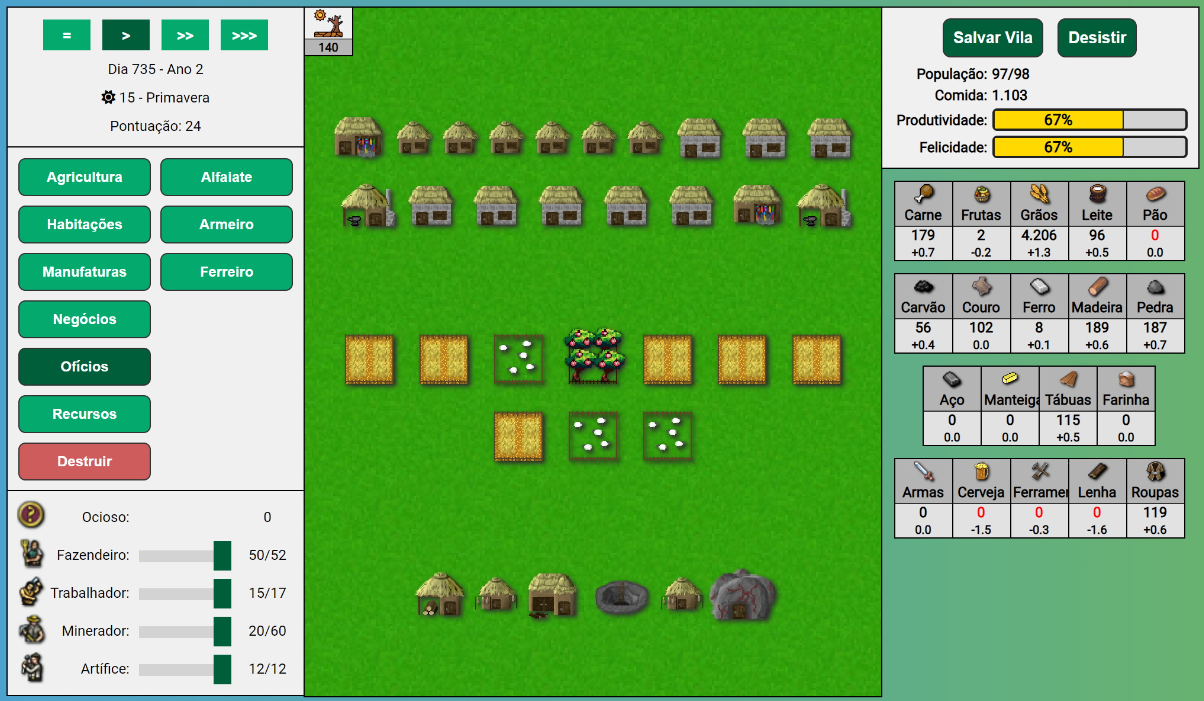 = > >> >>>
Dia 735 - Ano 2
15 - Primavera
Pontuação: 24
Agricultura Alfaiate
Habitações Armeiro
Manufaturas Ferreiro
Negócios
Ofícios
Recursos
Destruir
Ocioso: 0
Fazendeiro: 50/52
Trabalhador: 15/17
Minerador: 20/60
Artífice: 12/12
140
Salvar Vila Desistir
População: 97/98
Comida: 1.103
Produtividade: 67%
Felicidade: 67%
Carne Frutas Grãos Leite Pão
179 2 4.206 96 0
+0.7 -0.2 +1.3 +0.5 0.0
Carvão Couro Ferro Madeira Pedra
56 102 8 189 187
+0.4 0.0 +0.1 +0.6 +0.7
Aço Manteiga Tábuas Farinha
0 0 115 0
0.0 0.0 +0.5 0.0
Armas Cerveja Ferramen Lenha Roupas
0 0 0 0 119
0.0 -1.5 -0.3 -1.6 +0.6